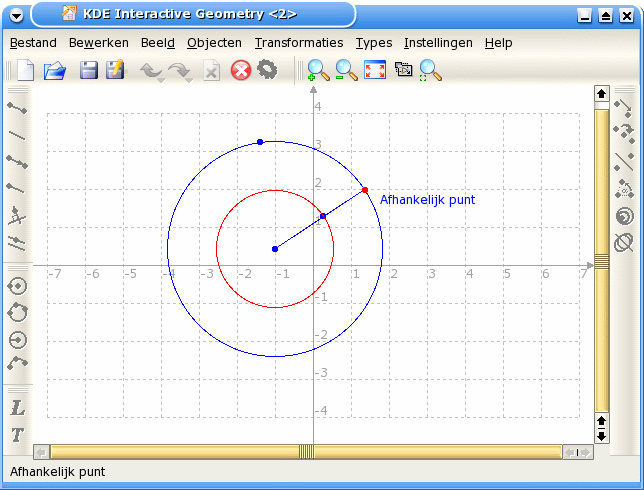 KDE Interactive Geometry <2>
Bestand Bewerken Beeld Objecten Transformaties Types Instellingen Help
4
3
2
1
-7 -6 -5 -4 -3 -2 -1 1 2 3 4 5 6 7
-1
-2
-3
-4
Afhankelijk punt
L
T
Afhankelijk punt